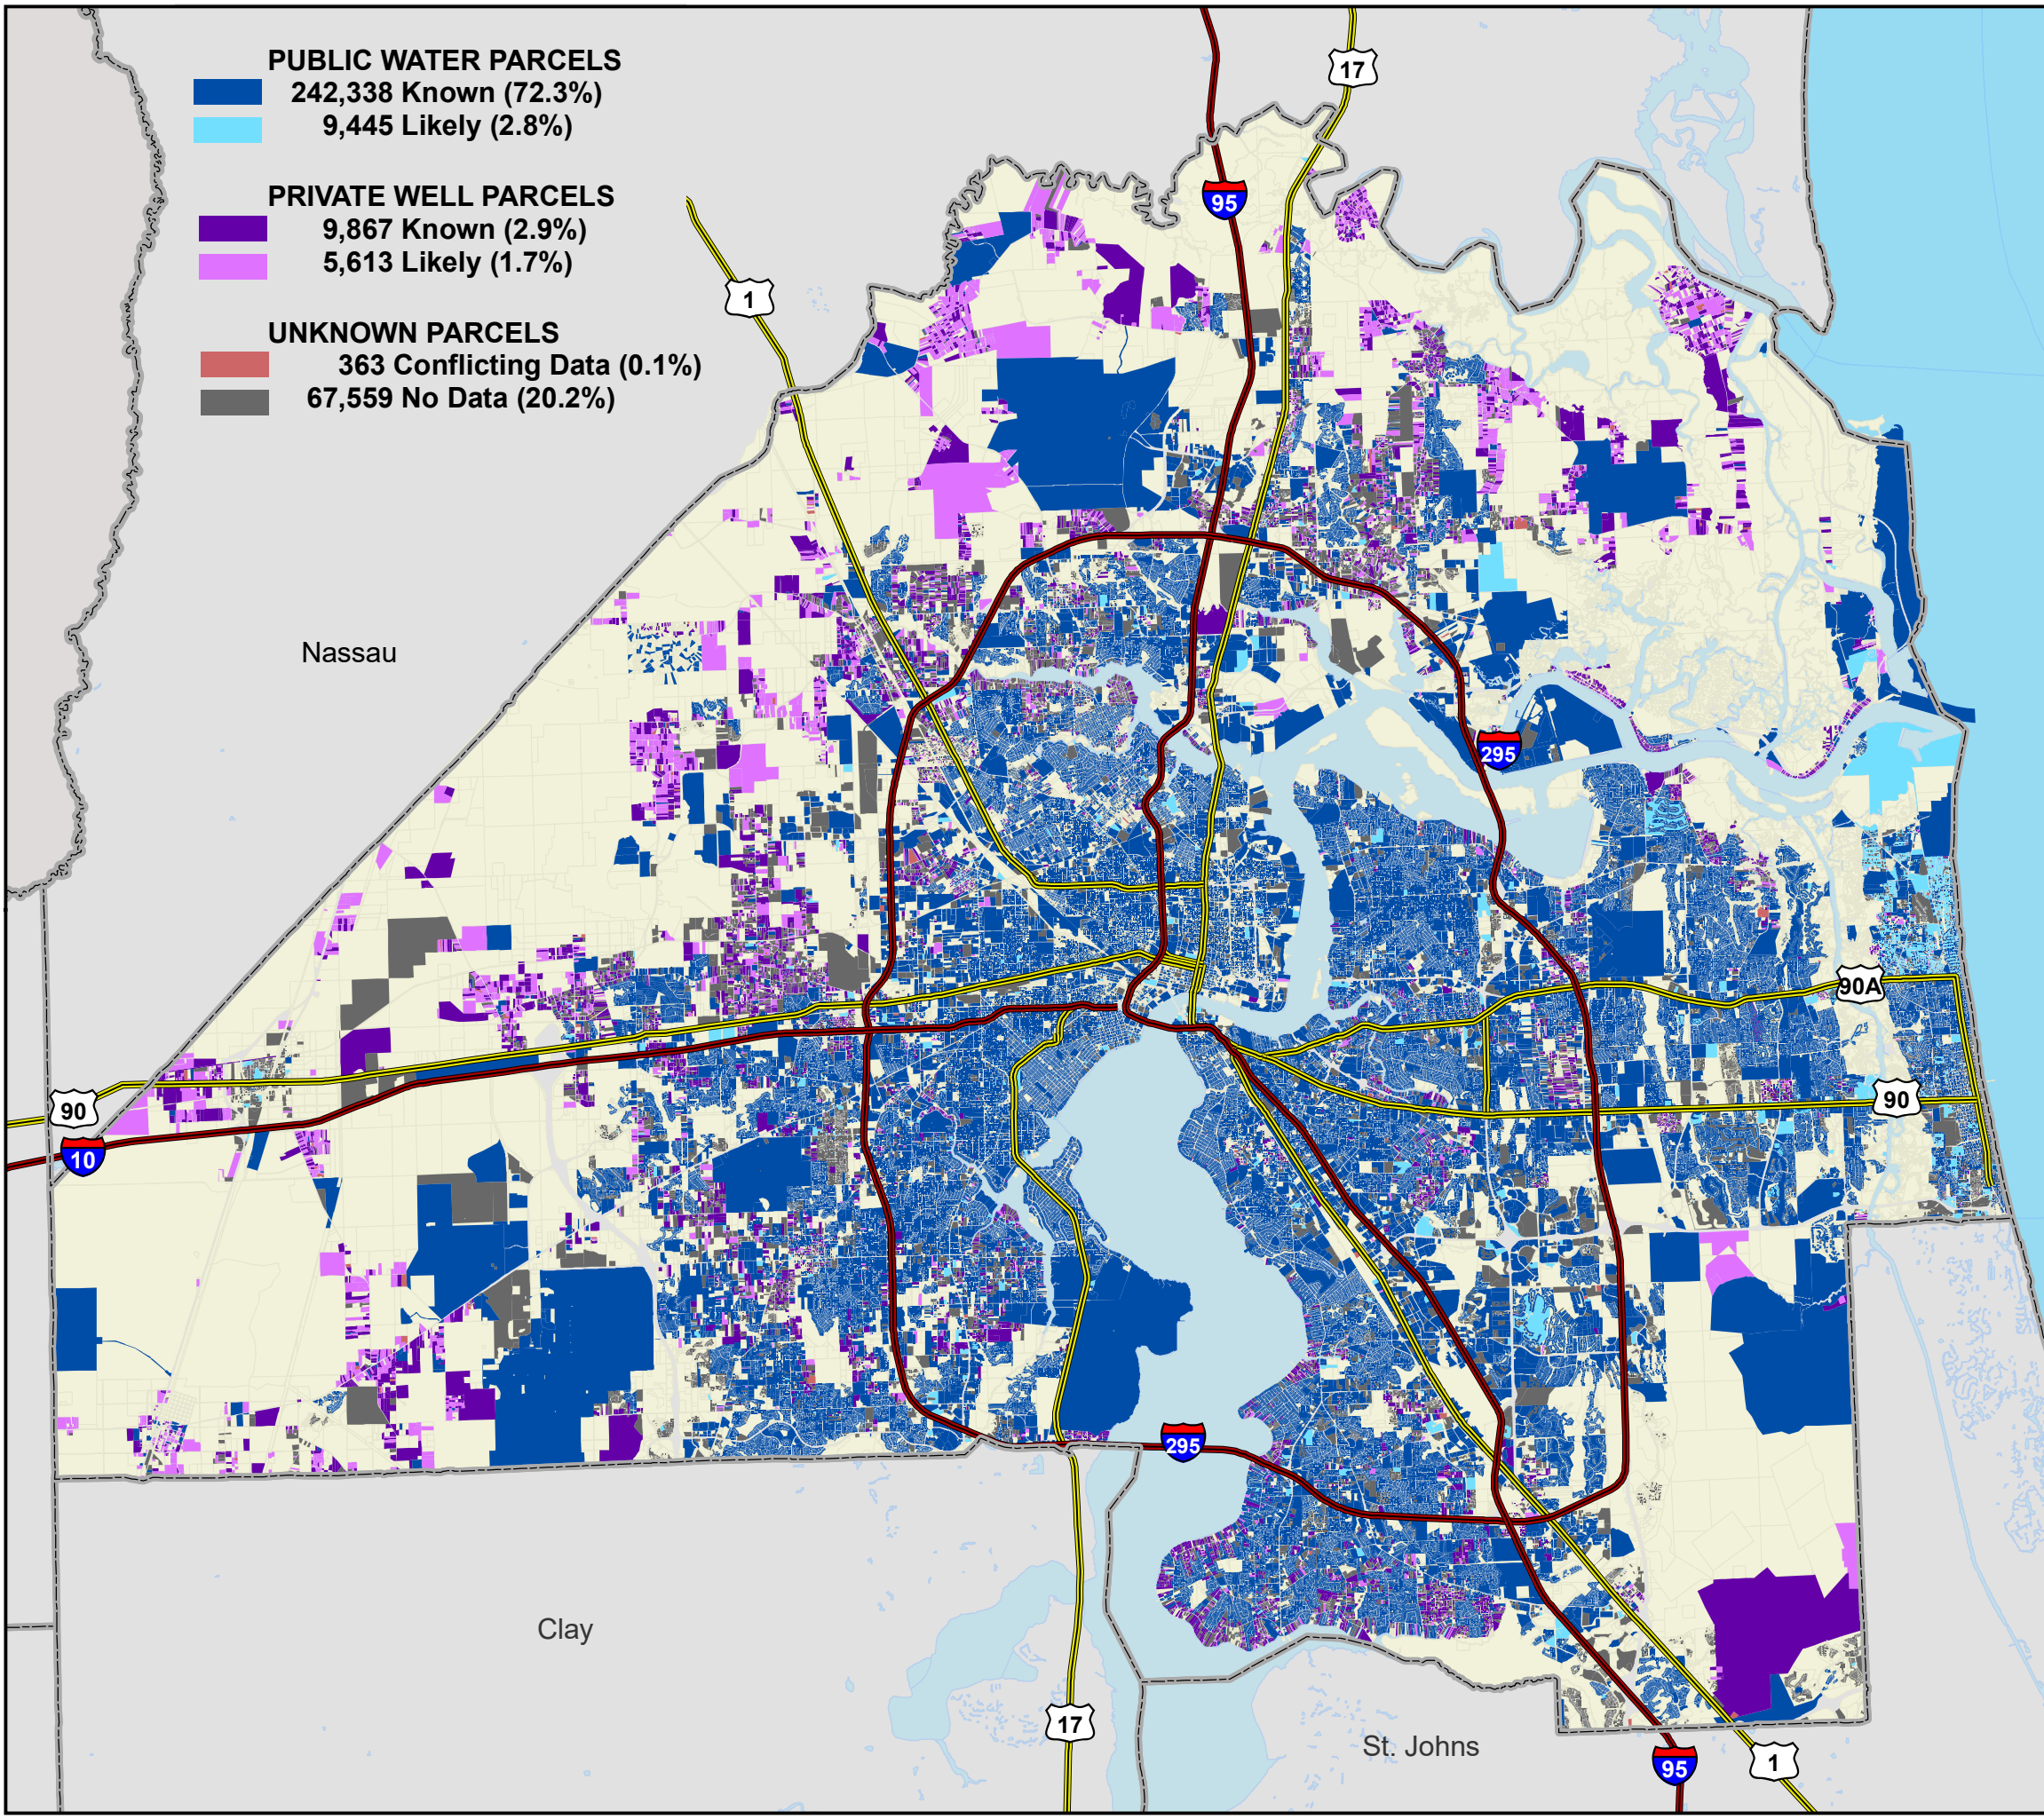 PUBLIC WATER PARCELS
242,338 Known (72.3%)
9,445 Likely (2.8%)
PRIVATE WELL PARCELS
9,867 Known (2.9%)
5,613 Likely (1.7%)
UNKNOWN PARCELS
363 Conflicting Data (0.1%)
67,559 No Data (20.2%)
17
95
1
Nassau
295
90A
90
90
10
295
Clay
17
St. Johns
95
1